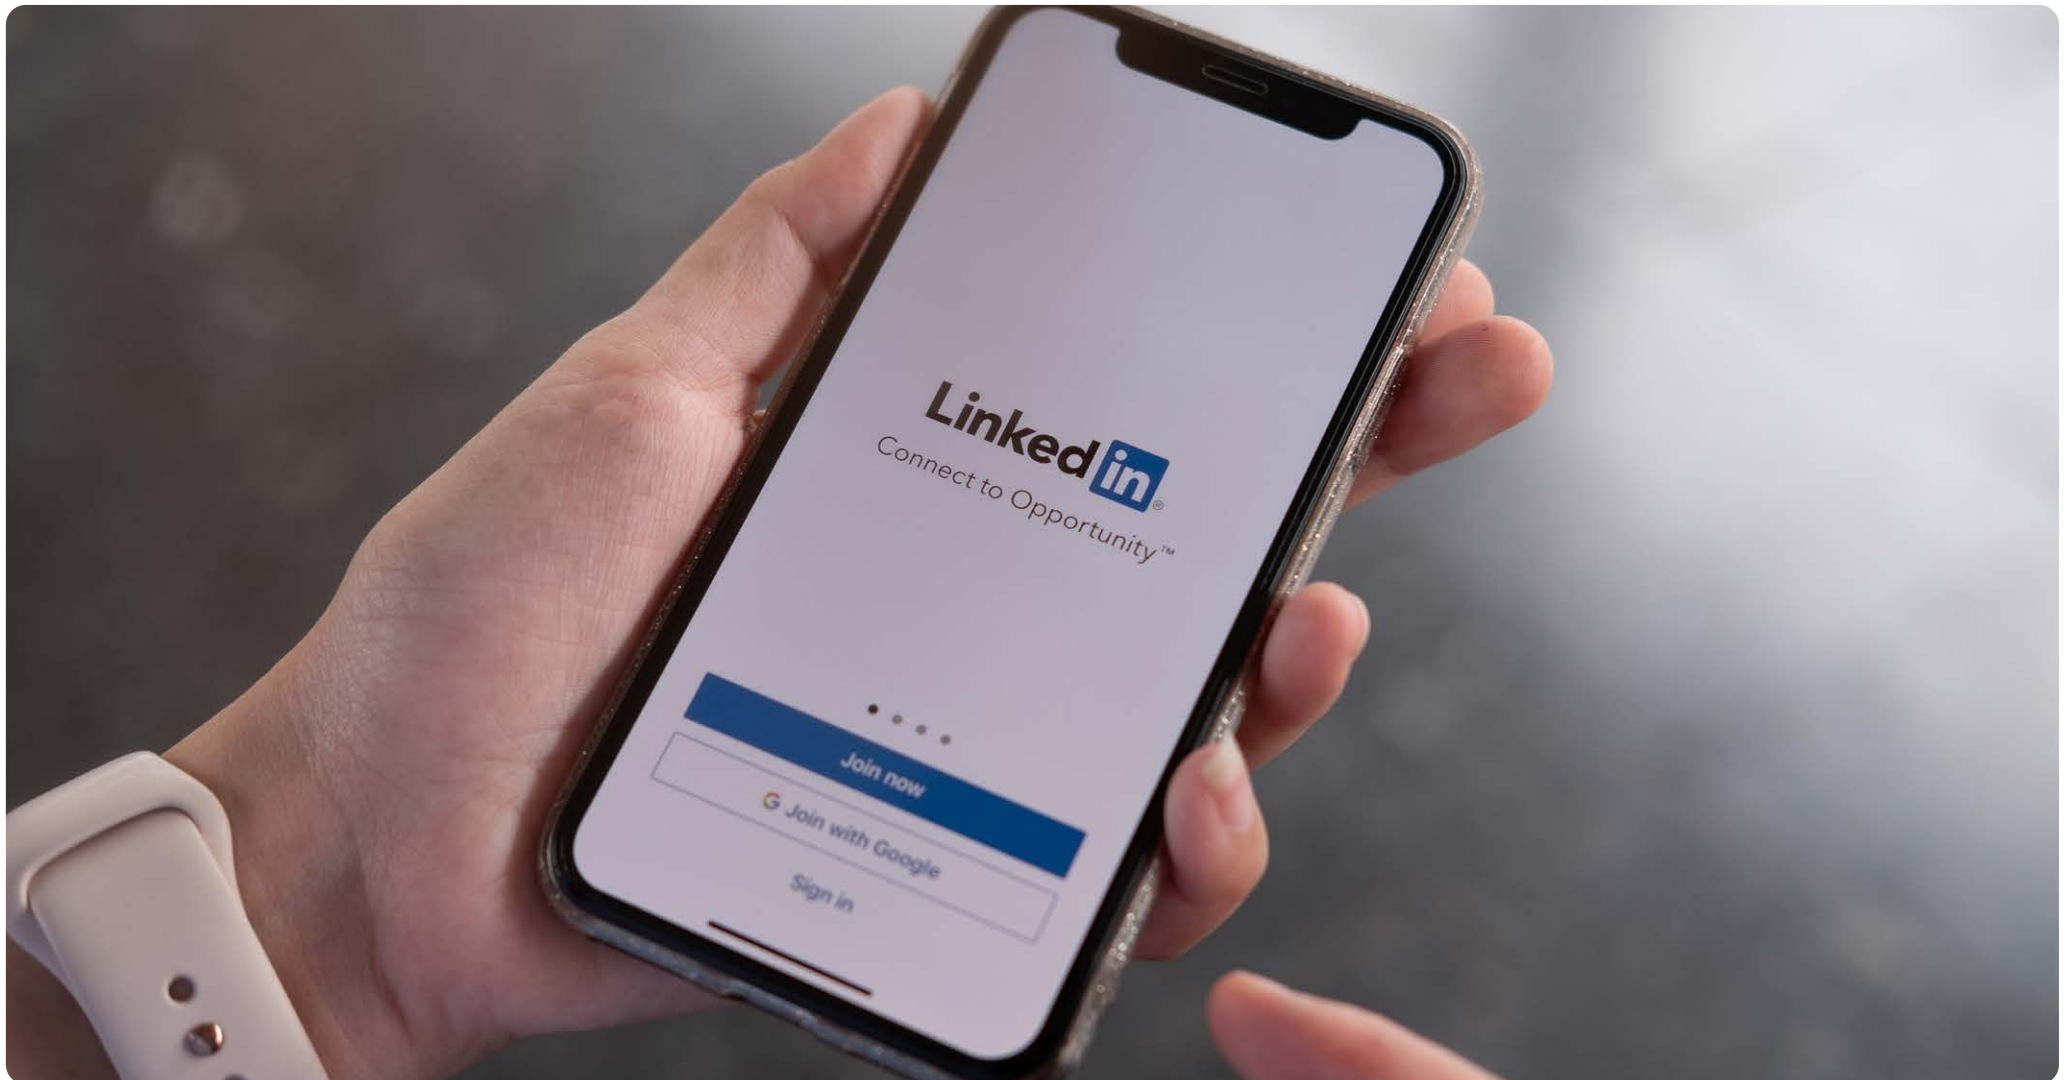 Linked in®
Connect to Opportunity™
Join now
G Join with Google
Sign in